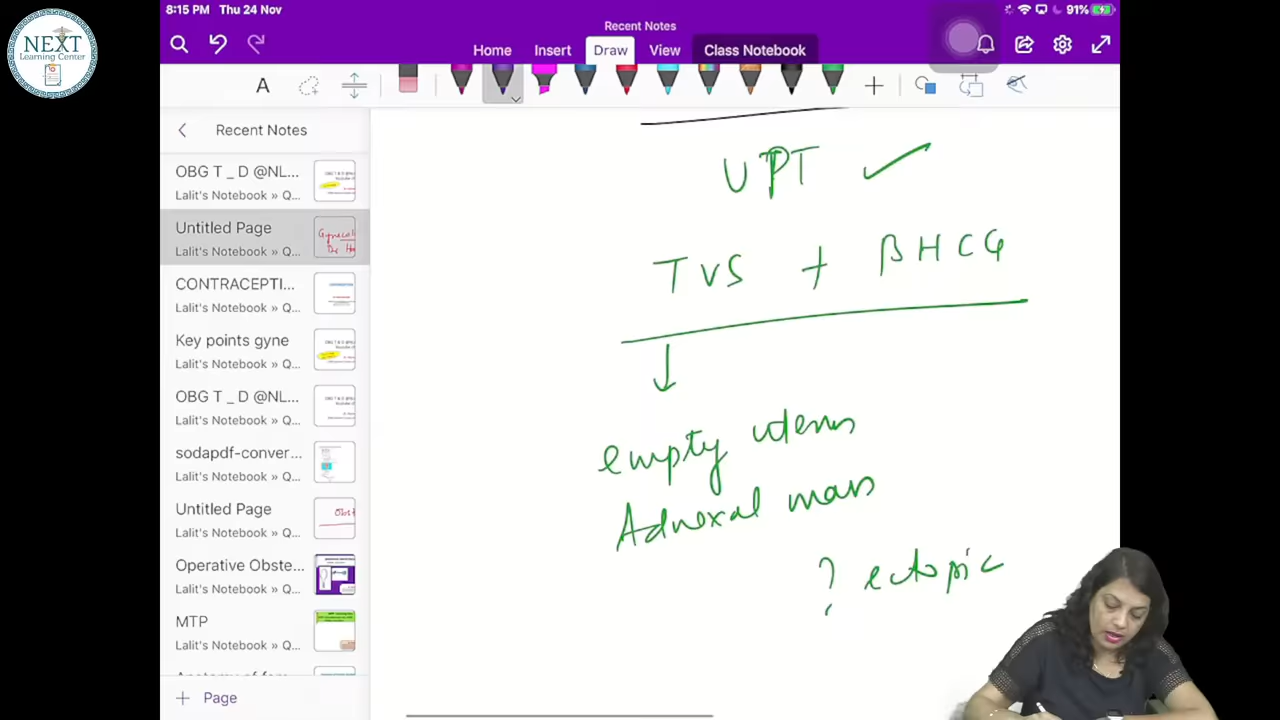 8:15 PM Thu 24 Nov
91%
Recent Notes
Home Insert Draw View Class Notebook
NEXT
Learning Center
A
Recent Notes
OBG T _ D @NL...
Lalit's Notebook » Q...
Untitled Page
Lalit's Notebook » Q...
CONTRACEPTI...
Lalit's Notebook » Q...
Key points gyne
Lalit's Notebook » Q...
OBG T _ D @NL...
Lalit's Notebook » Q...
sodapdf-conver...
Lalit's Notebook » Q...
Untitled Page
Lalit's Notebook » Q...
Operative Obste...
Lalit's Notebook » Q...
MTP
Lalit's Notebook » Q...
+ Page
UPT ✓
TVS + βHCG
↓
empty uterus
Adnexal mass
? ectopic